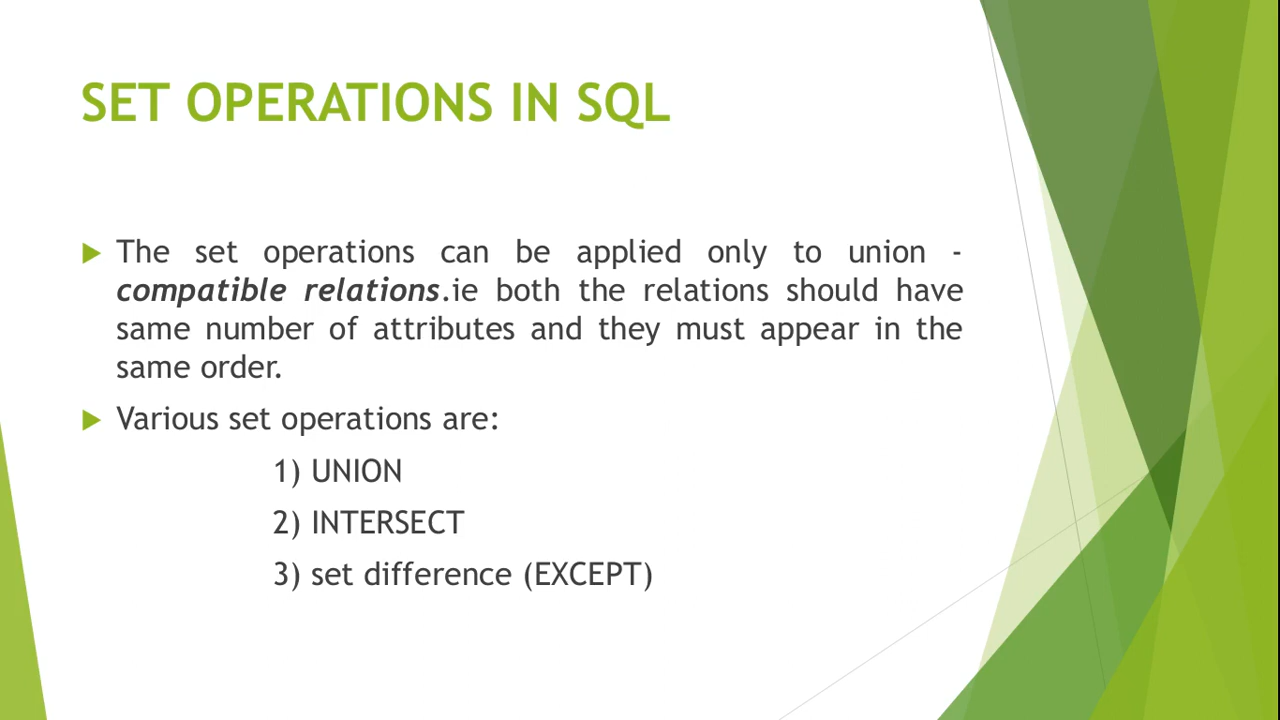 SET OPERATIONS IN SQL
The set operations can be applied only to union -
compatible relations.ie both the relations should have
same number of attributes and they must appear in the
same order.
Various set operations are:
1) UNION
2) INTERSECT
3) set difference (EXCEPT)